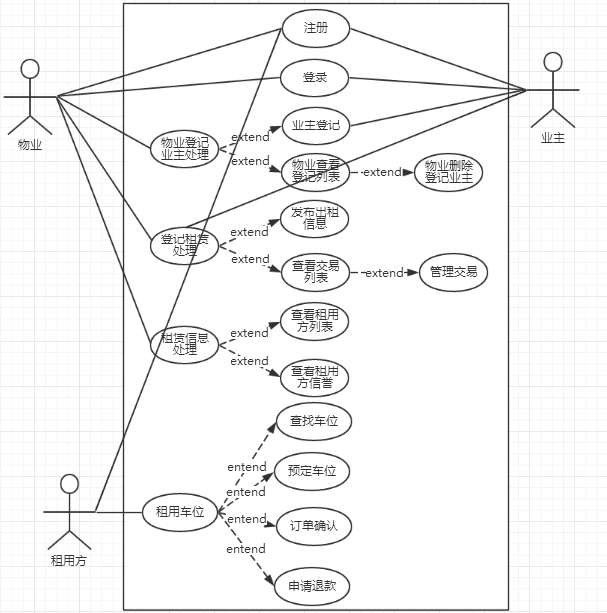 注册
登录
物业
业主
物业登记
业主处理
extend
业主登记
extend
物业查看
登记列表
extend
物业删除
登记业主
登记租赁
处理
extend
发布出租
信息
extend
查看交易
列表
extend
管理交易
租赁信息
处理
extend
查看租用
方列表
extend
查看租用
方信誉
租用方
租用车位
entend
查找车位
entend
预定车位
entend
订单确认
entend
申请退款